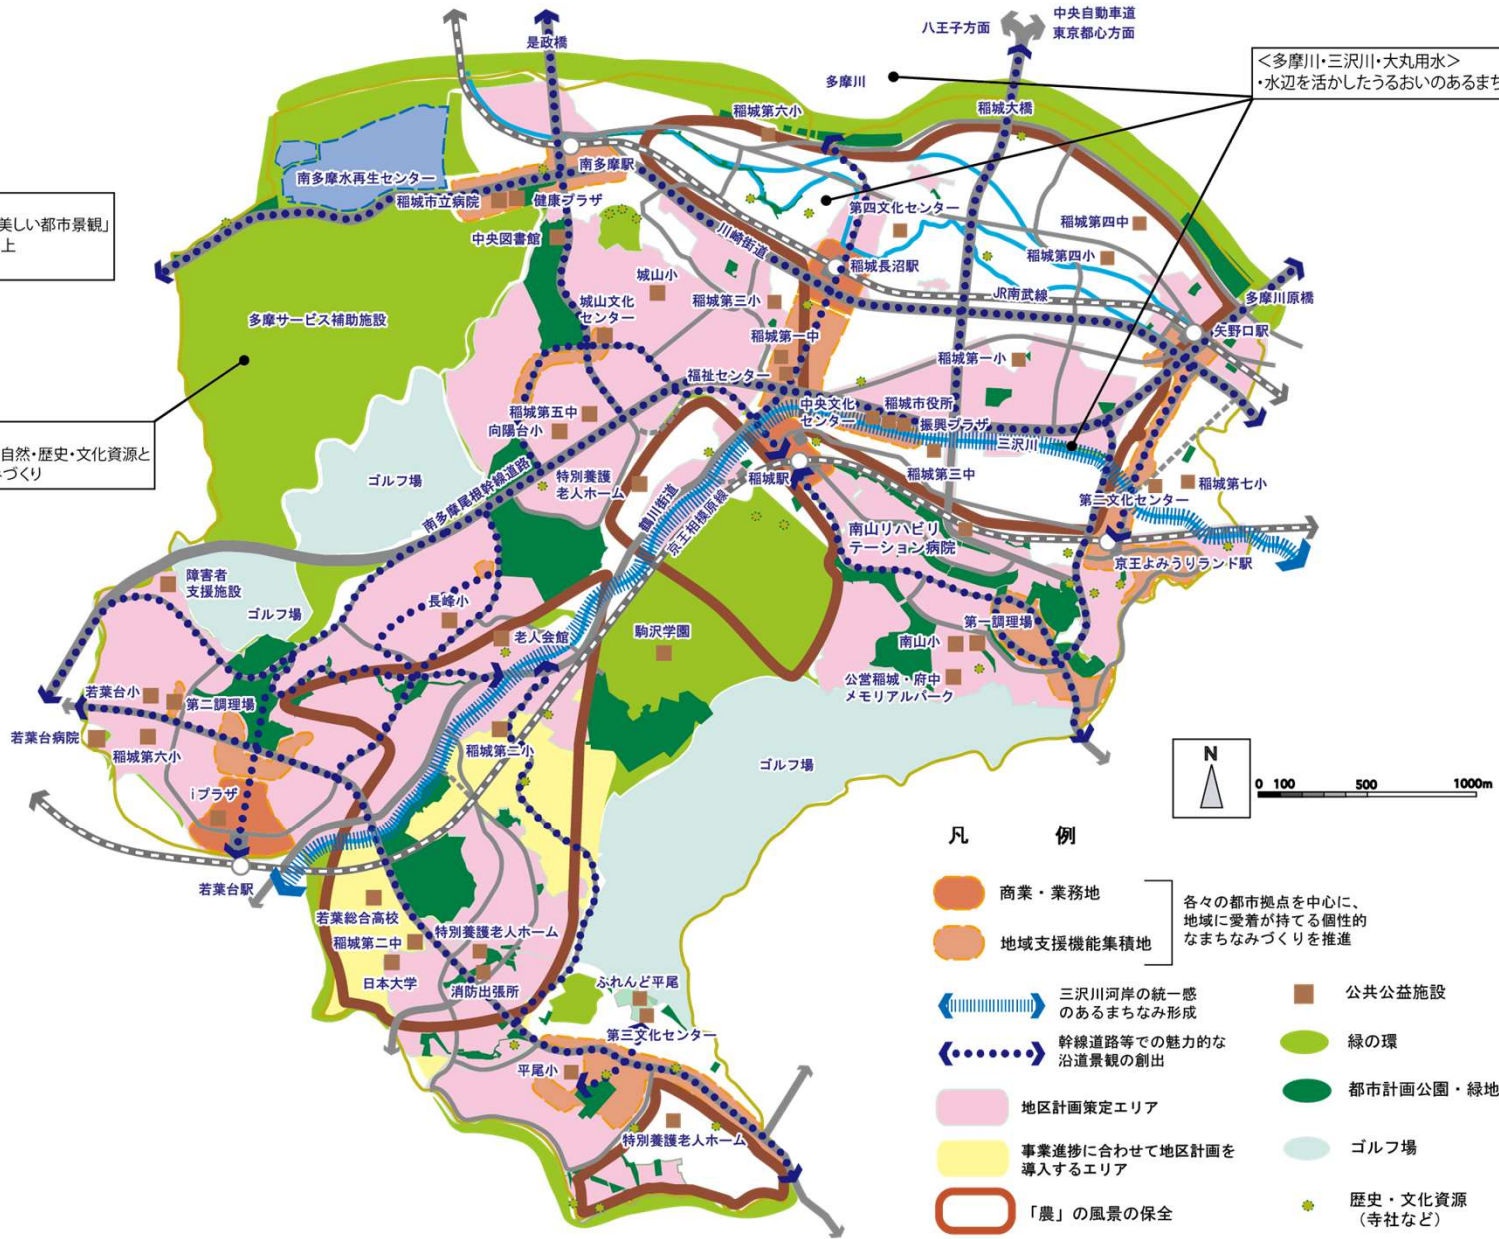 八王子方面
中央自動車道
東京都心方面
是政橋
多摩川
<多摩川・三沢川・大丸用水>
・水辺を活かしたうるおいのあるまち
稲城第六小
稲城大橋
南多摩駅
南多摩水再生センター
稲城市立病院
健康プラザ
美しい都市景観」
上
中央図書館
川崎街道
第四文化センター
稲城第四中
稲城長沼駅
稲城第四小
城山小
稲城第三小
JR南武線
多摩川原橋
多摩サービス補助施設
城山文化
センター
稲城第一中
矢野口駅
稲城第一小
福祉センター
稲城第五中
向陽台小
中央文化
センター
稲城市役所
振興プラザ
三沢川
自然・歴史・文化資源と
づくり
ゴルフ場
南多摩尾根幹線道路
特別養護
老人ホーム
稲城駅
稲城第三中
稲城第七小
第二文化センター
鶴川街道
京王相模原線
南山リハビリ
テーション病院
京王よみうりランド駅
障害者
支援施設
ゴルフ場
長峰小
老人会館
駒沢学園
第一調理場
南山小
公営稲城・府中
メモリアルパーク
若葉台小
第二調理場
若葉台病院
稲城第六小
稲城第二小
ゴルフ場
iプラザ
若葉台駅
N
0 100 500 1000m
若葉総合高校
稲城第二中
特別養護老人ホーム
日本大学
消防出張所
ふれんど平尾
第三文化センター
平尾小
特別養護老人ホーム
凡 例
商業・業務地
地域支援機能集積地
各々の都市拠点を中心に、
地域に愛着が持てる個性的
なまちなみづくりを推進
三沢川河岸の統一感
のあるまちなみ形成
幹線道路等での魅力的な
沿道景観の創出
地区計画策定エリア
事業進捗に合わせて地区計画を
導入するエリア
「農」の風景の保全
公共公益施設
緑の環
都市計画公園・緑地
ゴルフ場
歴史・文化資源
（寺社など）